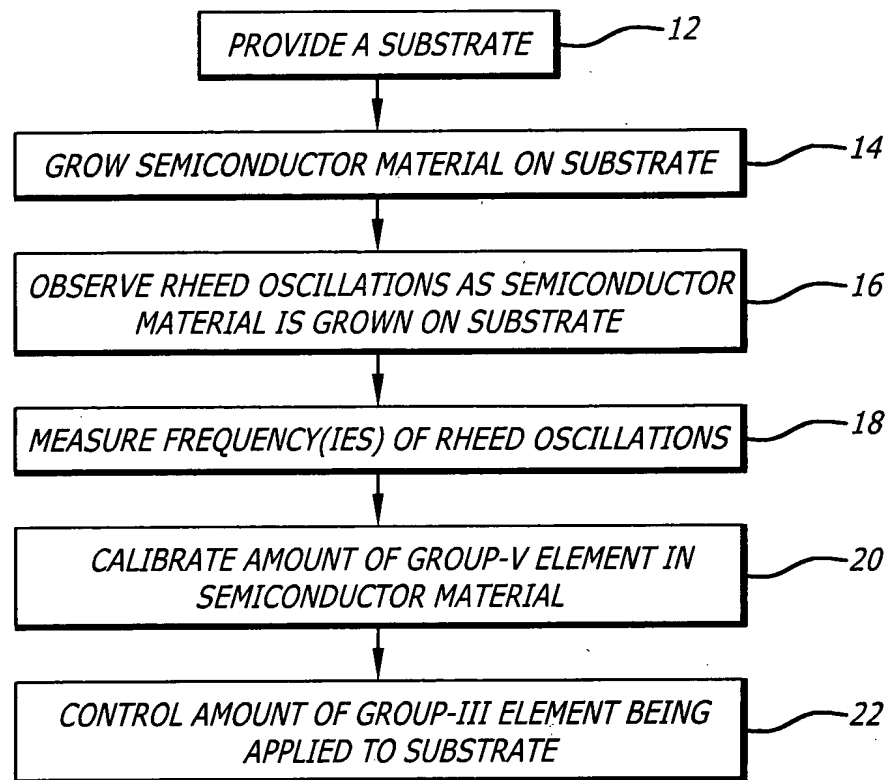 PROVIDE A SUBSTRATE
12
GROW SEMICONDUCTOR MATERIAL ON SUBSTRATE
14
OBSERVE RHEED OSCILLATIONS AS SEMICONDUCTOR
MATERIAL IS GROWN ON SUBSTRATE
16
MEASURE FREQUENCY(IES) OF RHEED OSCILLATIONS
18
CALIBRATE AMOUNT OF GROUP-V ELEMENT IN
SEMICONDUCTOR MATERIAL
20
CONTROL AMOUNT OF GROUP-III ELEMENT BEING
APPLIED TO SUBSTRATE
22